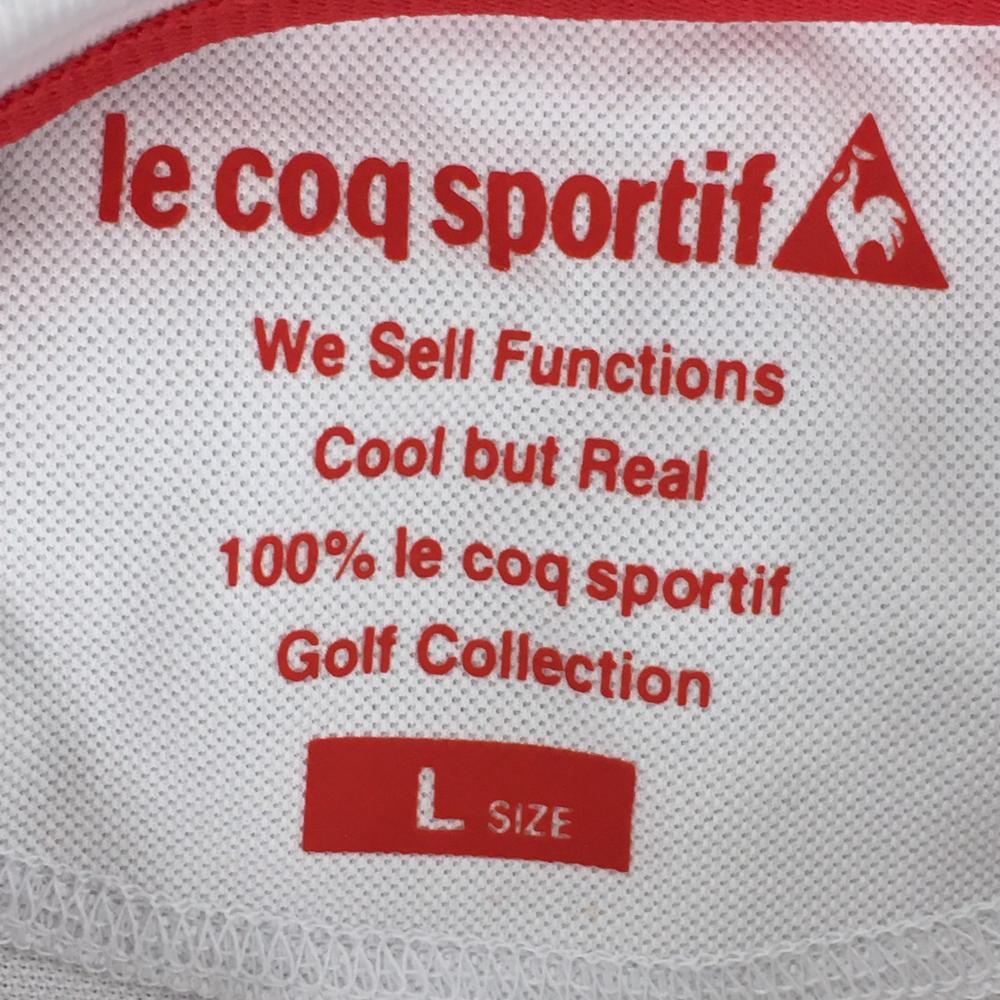 le coq sportif
We Sell Functions
Cool but Real
100% le coq sportif
Golf Collection
L SIZE